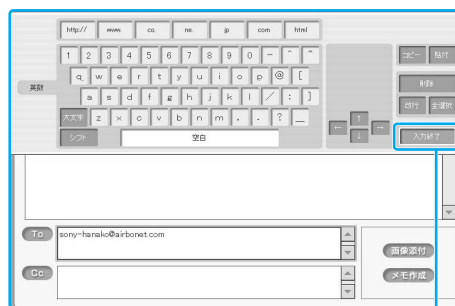 http:// www. co. ne. jp com html
1 2 3 4 5 6 7 8 9 0 - ^ ~
コピー 貼付
q w e r t y u i o p @ [
英数
削除
a s d f g h j k l / : ]
改行 全選択
大文字 z x c v b n m , . ? _
シフト 空白
← ↑ ↓ →
入力終了
To sony-hanako@airbonet.com
画像添付
Cc
メモ作成